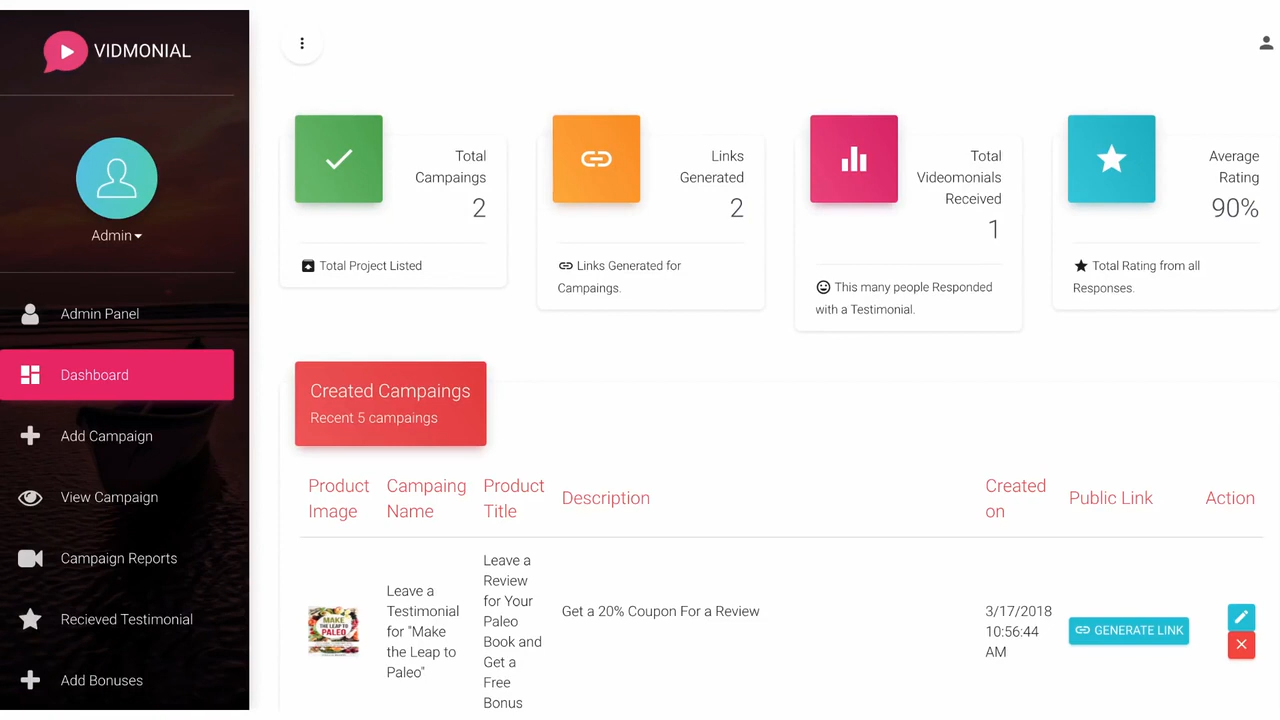 VIDMONIAL
Admin
Admin Panel
Dashboard
Add Campaign
View Campaign
Campaign Reports
Recieved Testimonial
Add Bonuses
Total
Campaings
2
Total Project Listed
Links
Generated
2
Links Generated for
Campaings.
Total
Videomonials
Received
1
This many people Responded
with a Testimonial.
Average
Rating
90%
Total Rating from all
Responses.
Created Campaings
Recent 5 campaings
Product
Image
Campaing
Name
Product
Title
Description
Created
on
Public Link
Action
MAKE
THE LEAP TO
PALEO
Leave a
Testimonial
for "Make
the Leap to
Paleo"
Leave a
Review
for Your
Paleo
Book and
Get a
Free
Bonus
Get a 20% Coupon For a Review
3/17/2018
10:56:44
AM
GENERATE LINK